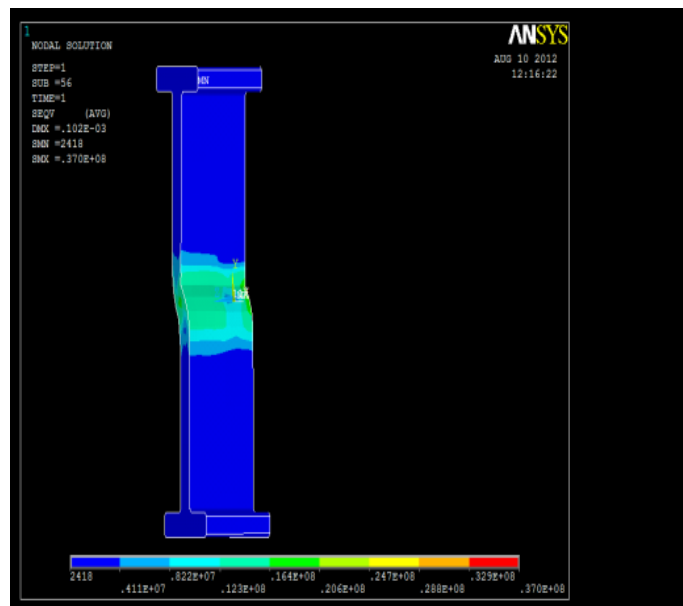 1
NODAL SOLUTION
STEP=1
SUB =56
TIME=1
SEQV (AVG)
DMX =.102E-03
SMN =2418
SMX =.370E+08
ANSYS
AUG 10 2012
12:16:22
MN
Y
2418 .822E+07 .164E+08 .247E+08 .329E+08
.411E+07 .123E+08 .206E+08 .288E+08 .370E+08